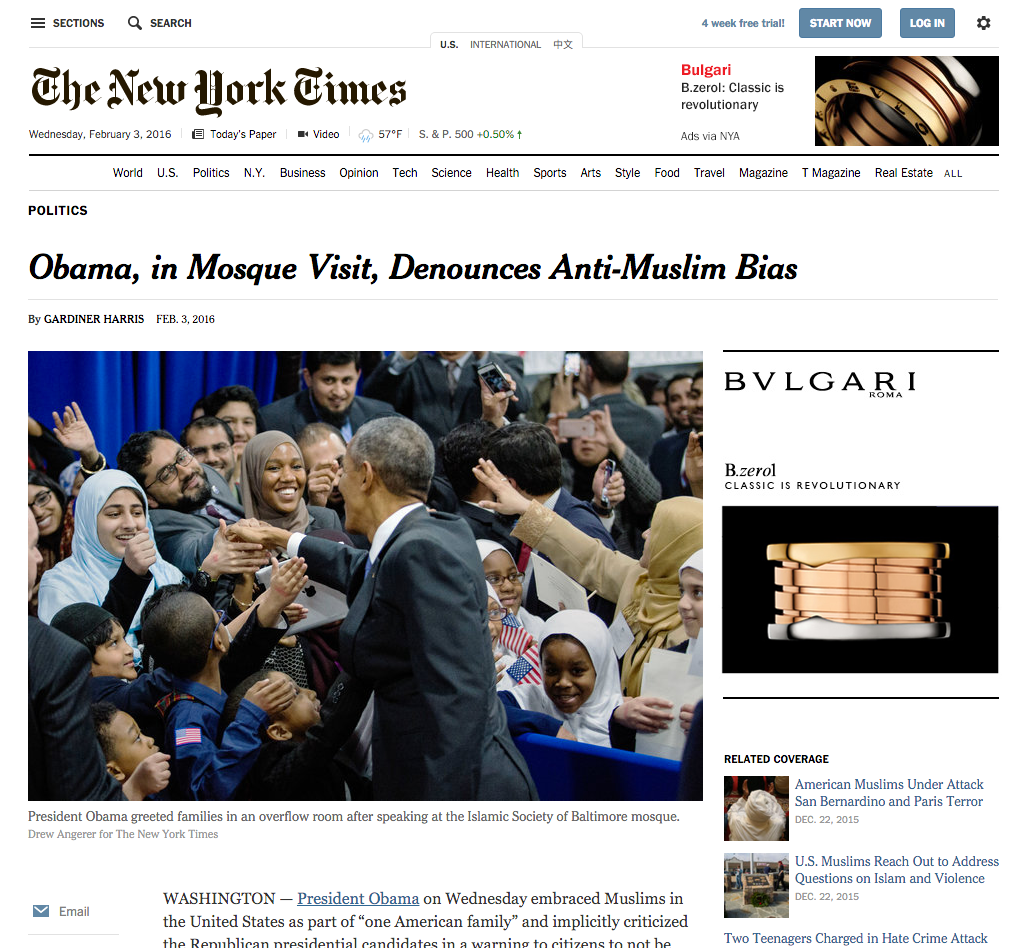 SECTIONS
SEARCH
4 week free trial!
START NOW
LOG IN
U.S.
INTERNATIONAL
中文
The New York Times
Bulgari
B.zerol: Classic is
revolutionary
Ads via NYA
Wednesday, February 3, 2016
Today's Paper
Video
57°F
S. & P. 500 +0.50% ↑
World U.S. Politics N.Y. Business Opinion Tech Science Health Sports Arts Style Food Travel Magazine T Magazine Real Estate ALL
POLITICS
Obama, in Mosque Visit, Denounces Anti-Muslim Bias
By GARDINER HARRIS FEB. 3, 2016
BVLGARI
ROMA
B.zerol
CLASSIC IS REVOLUTIONARY
President Obama greeted families in an overflow room after speaking at the Islamic Society of Baltimore mosque.
Drew Angerer for The New York Times
Email
WASHINGTON — President Obama on Wednesday embraced Muslims in
the United States as part of “one American family” and implicitly criticized
the Republican presidential candidates in a warning to citizens to not be
RELATED COVERAGE
American Muslims Under Attack
San Bernardino and Paris Terror
DEC. 22, 2015
U.S. Muslims Reach Out to Address
Questions on Islam and Violence
DEC. 22, 2015
Two Teenagers Charged in Hate Crime Attack